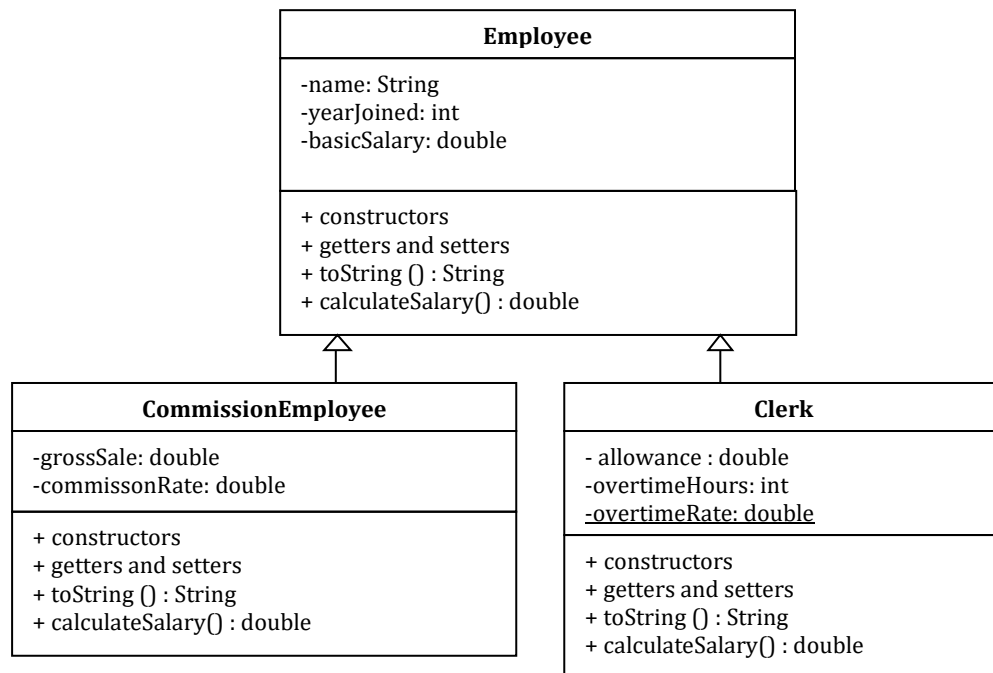 Employee
-name: String
-yearJoined: int
-basicSalary: double
+ constructors
+ getters and setters
+ toString () : String
+ calculateSalary() : double
CommissionEmployee
-grossSale: double
-commissonRate: double
+ constructors
+ getters and setters
+ toString () : String
+ calculateSalary() : double
Clerk
- allowance : double
-overtimeHours: int
-overtimeRate: double
+ constructors
+ getters and setters
+ toString () : String
+ calculateSalary() : double